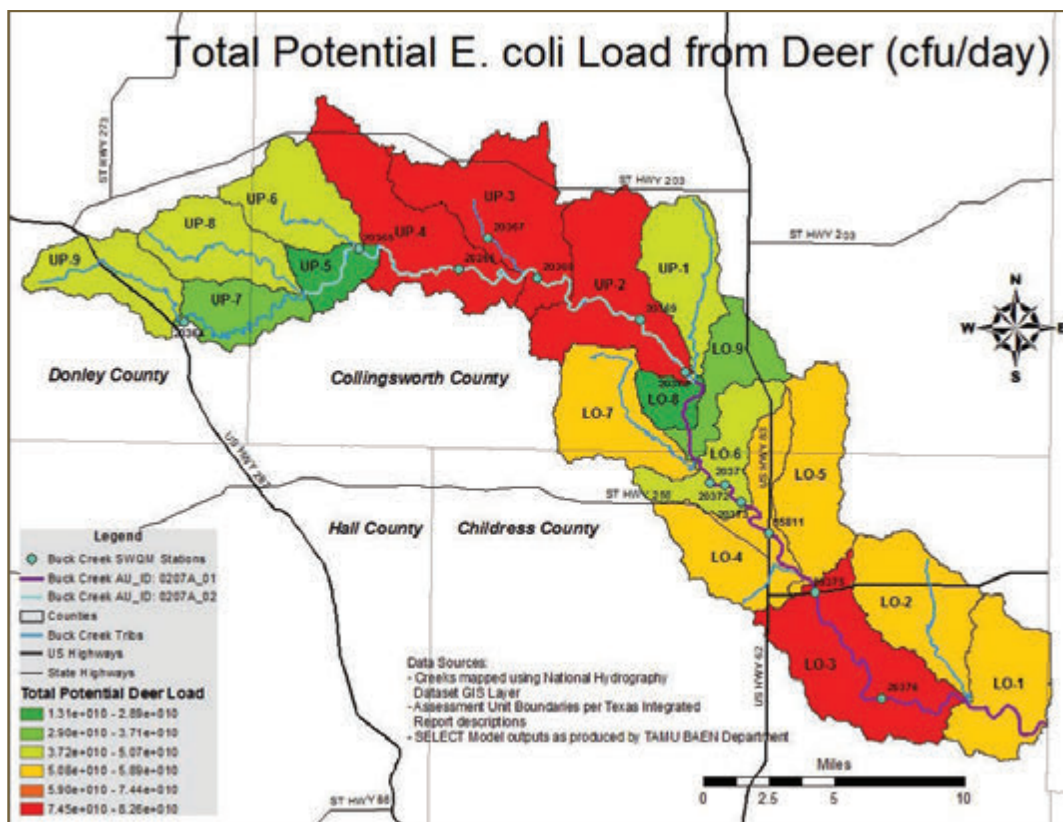 Total Potential E. coli Load from Deer (cfu/day)
ST HWY 273
ST HWY 203
ST HWY 203
UP-6
UP-3
20367
UP-8
UP-4
UP-1
UP-9
UP-5
UP-2
UP-7
N
W
S
Donley County
Collingsworth County
LO-9
LO-8
LO-7
LO-6
LO-5
US HWY 83
US HWY 287
ST HWY 256
20372
Hall County
Childress County
LO-4
LO-2
LO-3
LO-1
20376
US HWY 62
ST HWY 86
Legend
Buck Creek SWQM Stations
Buck Creek AU_ID: 0207A_01
Buck Creek AU_ID: 0207A_02
Counties
Buck Creek Tribs
US Highways
State Highways
Total Potential Deer Load
1.31e+010 - 2.89e+010
2.90e+010 - 3.71e+010
3.72e+010 - 5.07e+010
5.08e+010 - 5.89e+010
5.90e+010 - 7.44e+010
7.45e+010 - 8.26e+010
Data Sources:
- Creeks mapped using National Hydrography
Dataset GIS Layer
- Assessment Unit Boundaries per Texas Integrated
Report descriptions
- SELECT Model outputs as produced by TAMU BAEN Department
Miles
0 2.5 5 10